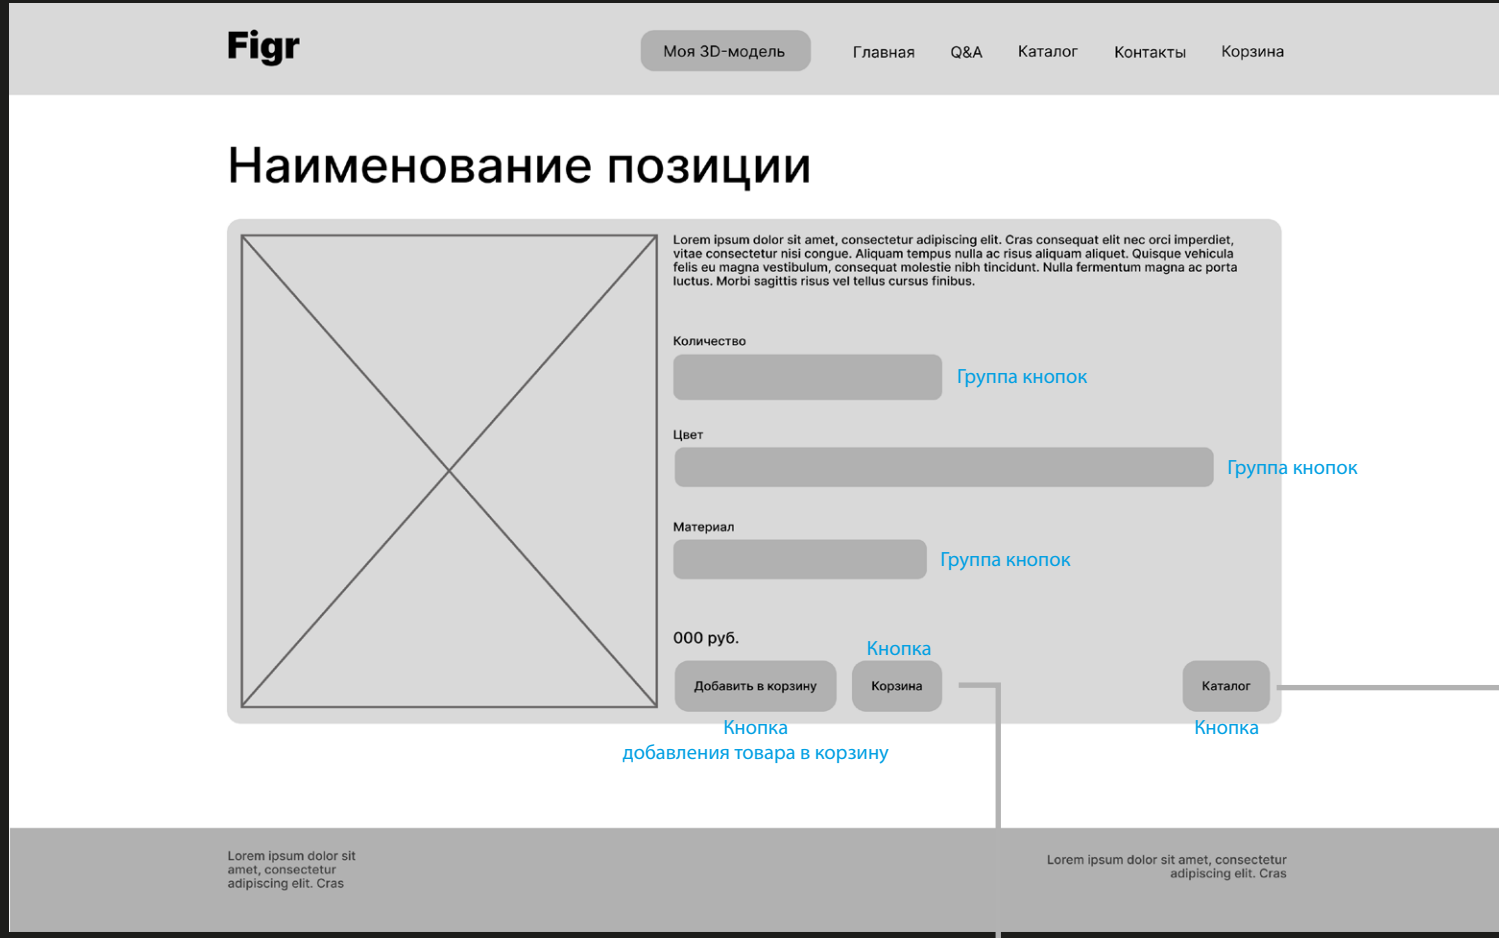 Figr
Моя 3D-модель
Главная
Q&A
Каталог
Контакты
Корзина
Наименование позиции
Lorem ipsum dolor sit amet, consectetur adipiscing elit. Cras consequat elit nec orci imperdiet,
vitae consectetur nisi congue. Aliquam tempus nulla ac risus aliquam aliquet. Quisque vehicula
felis eu magna vestibulum, consequat molestie nibh tincidunt. Nulla fermentum magna ac porta
luctus. Morbi sagittis risus vel tellus cursus finibus.
Количество
Группа кнопок
Цвет
Группа кнопок
Материал
Группа кнопок
000 руб.
Кнопка
Добавить в корзину
Корзина
Каталог
Кнопка
добавления товара в корзину
Кнопка
Lorem ipsum dolor sit
amet, consectetur
adipiscing elit. Cras
Lorem ipsum dolor sit amet, consectetur
adipiscing elit. Cras